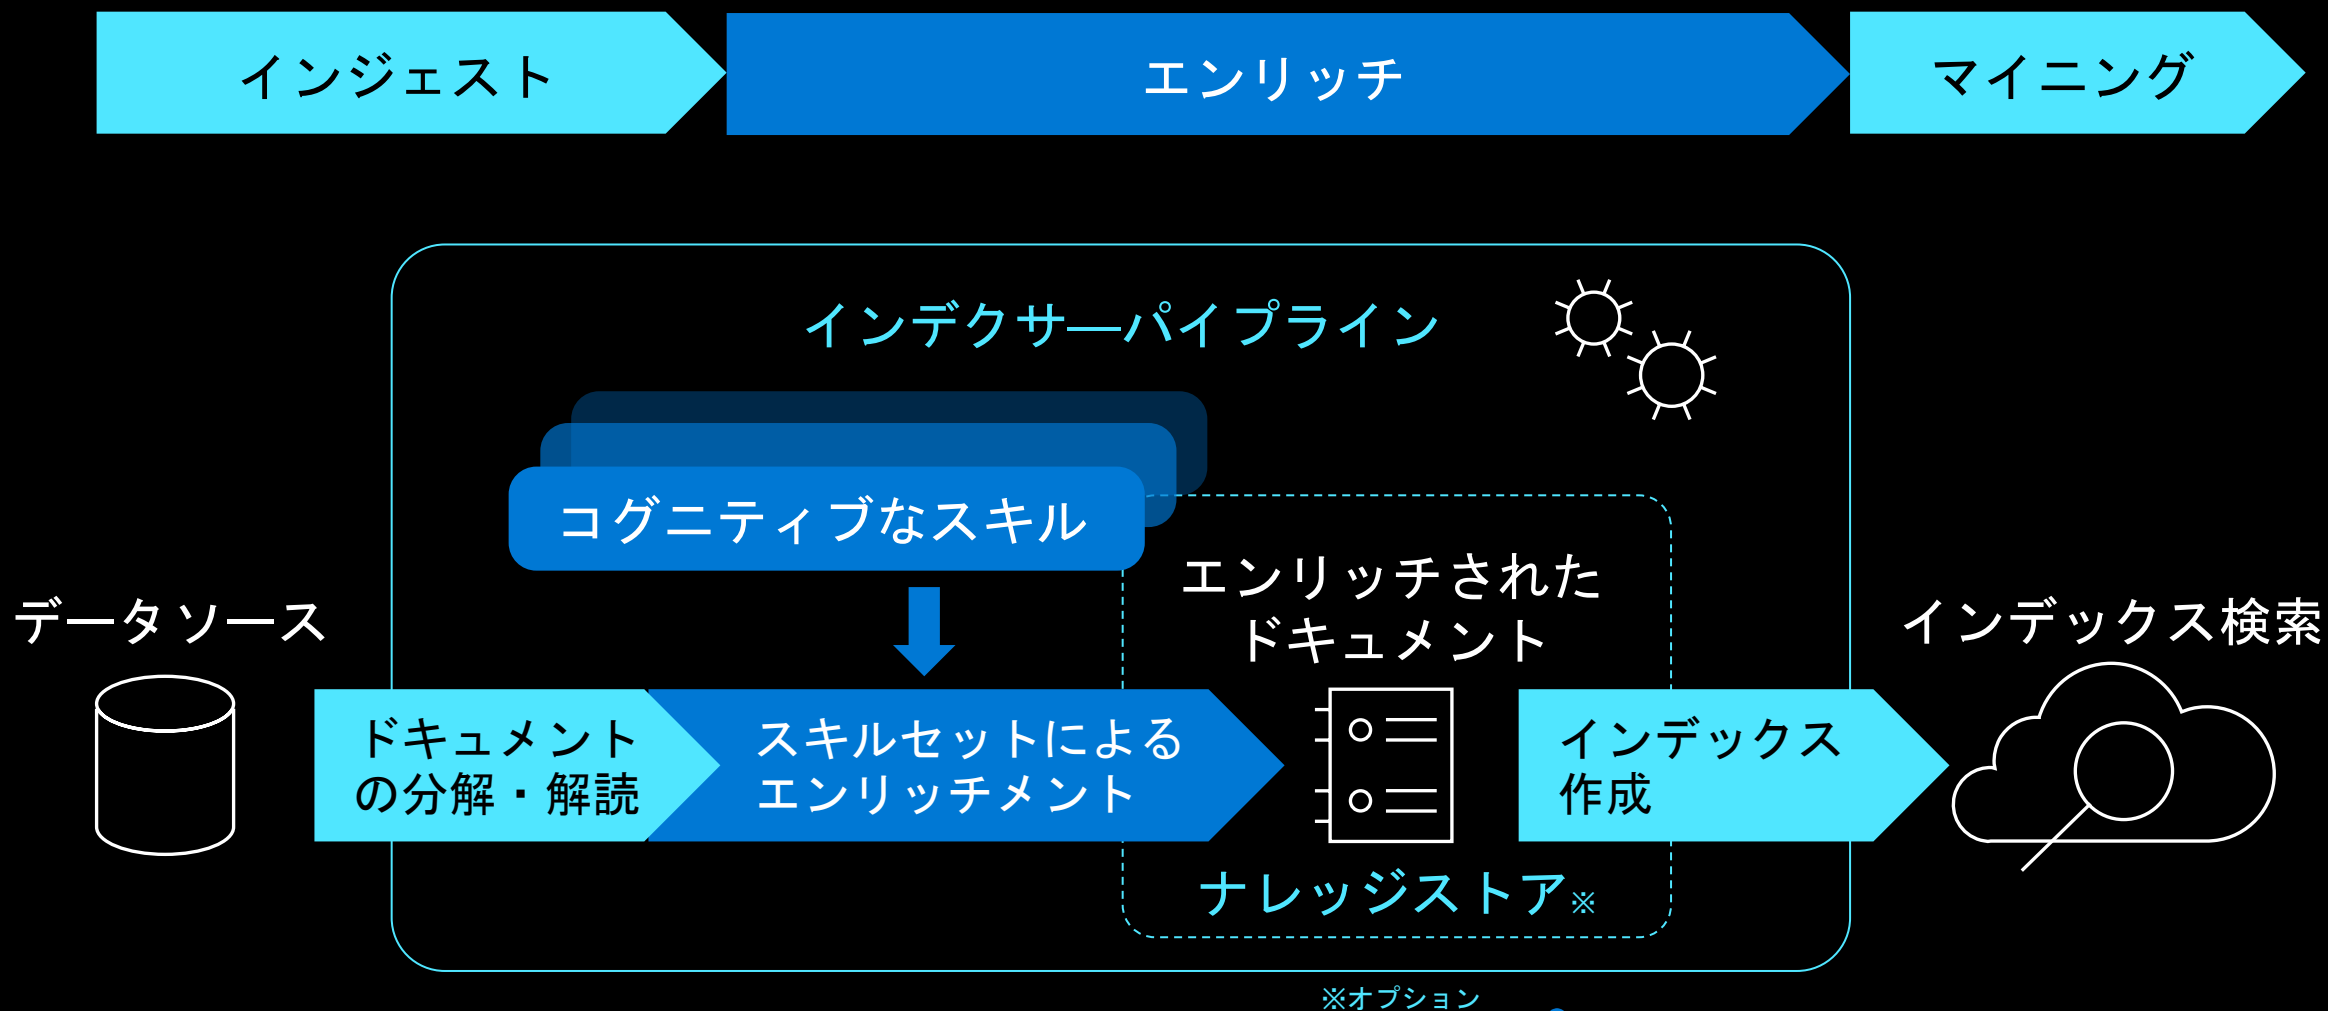 インジェスト
エンリッチ
マイニング
インデクサーパイプライン
コグニティブなスキル
データソース
エンリッチされた
ドキュメント
インデックス検索
ドキュメント
の分解・解読
スキルセットによる
エンリッチメント
インデックス
作成
ナレッジストア※
※オプション